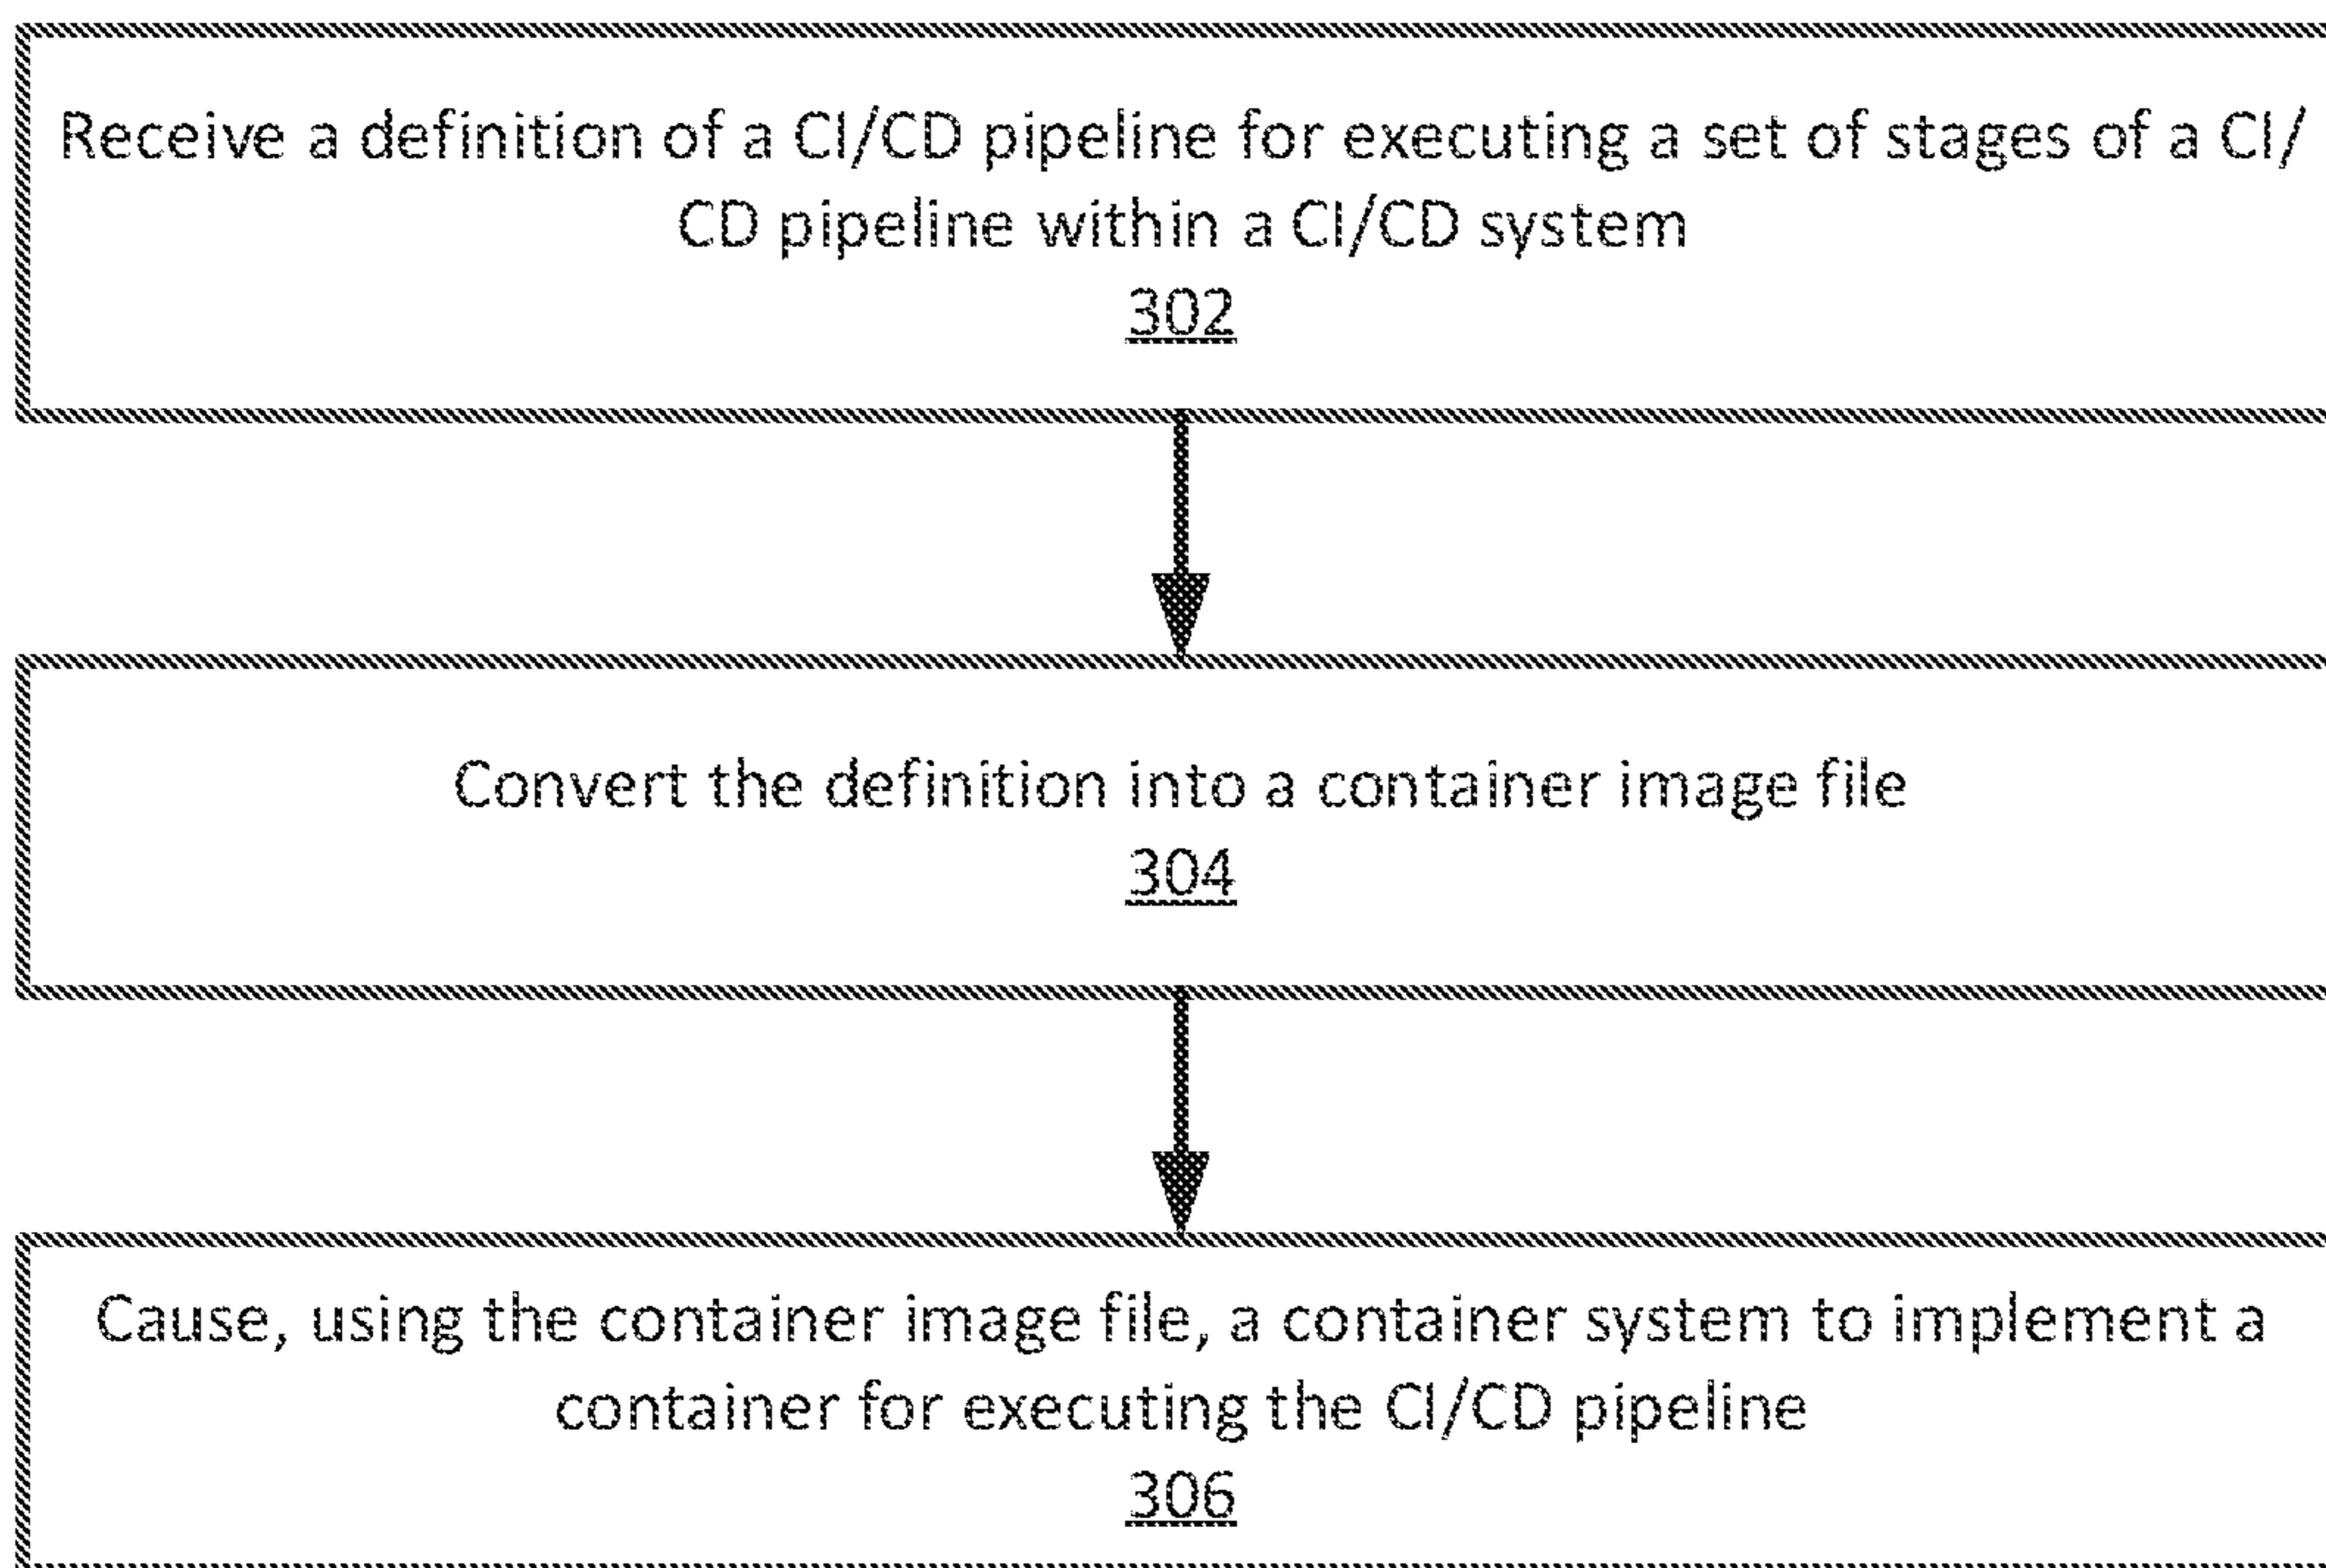 Receive a definition of a CI/CD pipeline for executing a set of stages of a CI/
CD pipeline within a CI/CD system
302
Convert the definition into a container image file
304
Cause, using the container image file, a container system to implement a
container for executing the CI/CD pipeline
306